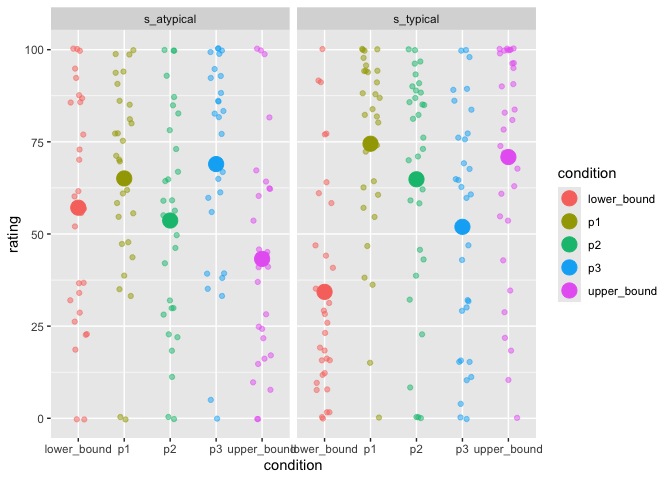 s_atypical
s_typical
100
75
50
25
0
rating
lower_bound p1 p2 p3 upper_bound
lower_bound p1 p2 p3 upper_bound
condition
condition
lower_bound
p1
p2
p3
upper_bound